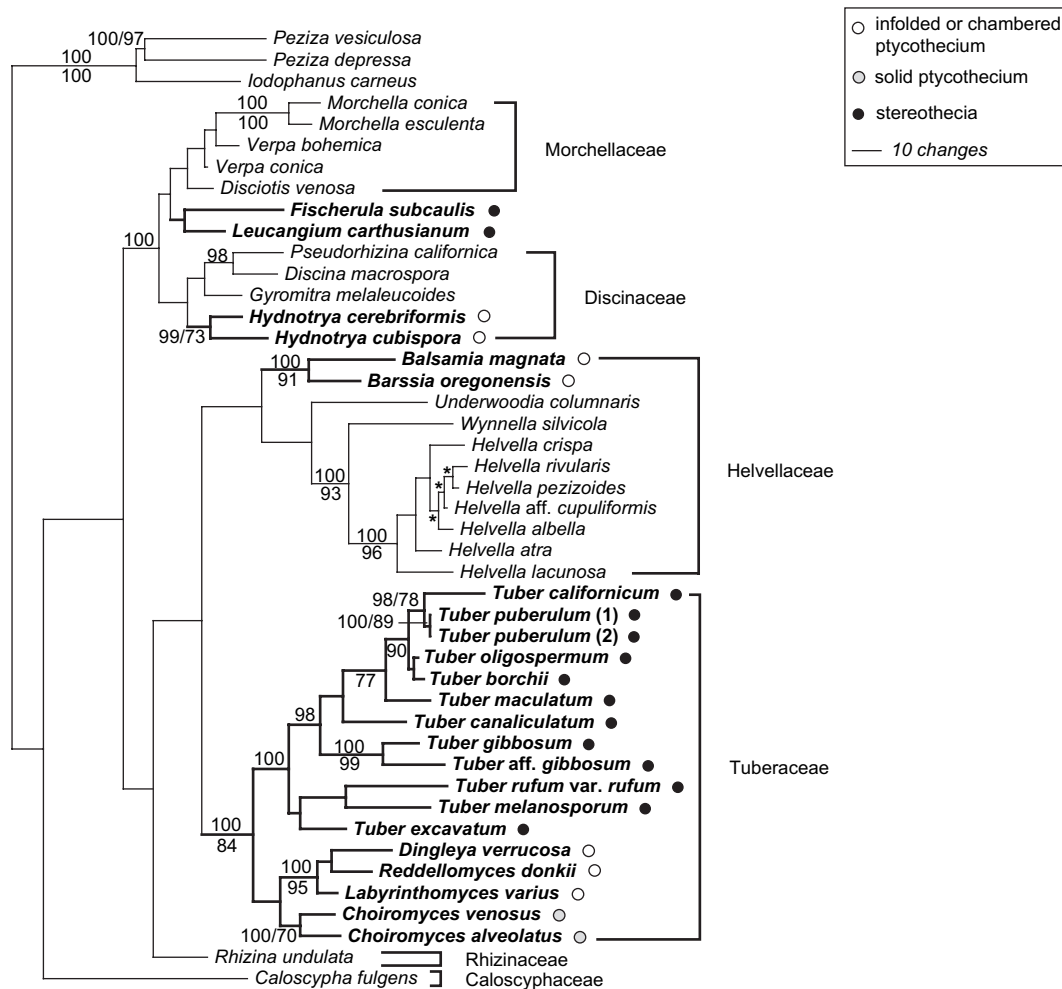 100/97
Peziza vesiculosa
100
Peziza depressa
100
Iodophanus carneus
100
Morchella conica
100
Morchella esculenta
Verpa bohemica
Morchellaceae
Verpa conica
Disciotis venosa
Fischerula subcaulis
Leucangium carthusianum
100
98
Pseudorhizina californica
Discina macrospora
Gyromitra melaleucoides
Discinaceae
Hydnotrya cerebriformis
99/73
Hydnotrya cubispora
100
Balsamia magnata
91
Barssia oregonensis
Underwoodia columnaris
Wynnella silvicola
Helvella crispa
100
* Helvella rivularis
Helvellaceae
93
* Helvella pezizoides
Helvella aff. cupuliformis
* Helvella albella
100
Helvella atra
96
Helvella lacunosa
98/78
Tuber californicum
100/89
Tuber puberulum (1)
Tuber puberulum (2)
90
Tuber oligospermum
Tuber borchii
77
Tuber maculatum
98
Tuber canaliculatum
100
Tuber gibbosum
99
Tuber aff. gibbosum
Tuberaceae
100
Tuber rufum var. rufum
Tuber melanosporum
100
Tuber excavatum
84
Dingleya verrucosa
100
Reddellomyces donkii
95
Labyrinthomyces varius
Choiromyces venosus
100/70
Choiromyces alveolatus
Rhizina undulata
Rhizinaceae
Caloscypha fulgens
Caloscyphaceae
infolded or chambered
ptycothecium
solid ptycothecium
stereothecia
10 changes